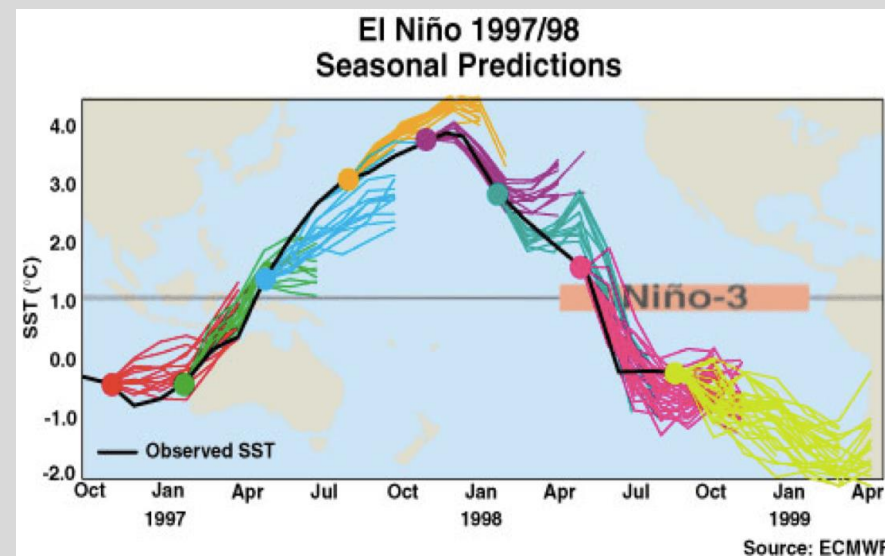 El Niño 1997/98
Seasonal Predictions
4.0
3.0
2.0
1.0
0.0
-1.0
-2.0
SST (°C)
Niño-3
Observed SST
Oct Jan Apr Jul Oct Jan Apr Jul Oct Jan Apr
1997 1998 1999
Source: ECMWF